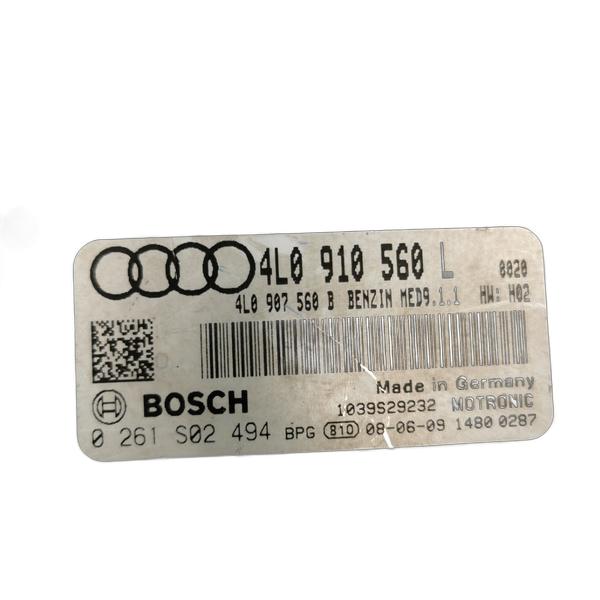 4L0 910 560 L 0020
4L0 907 560 B BENZIN MED9.1.1 HW: H02
Made in Germany
BOSCH 1039S29232 MOTRONIC
0 261 S02 494 BPG 810 08-06-09 1480 0287